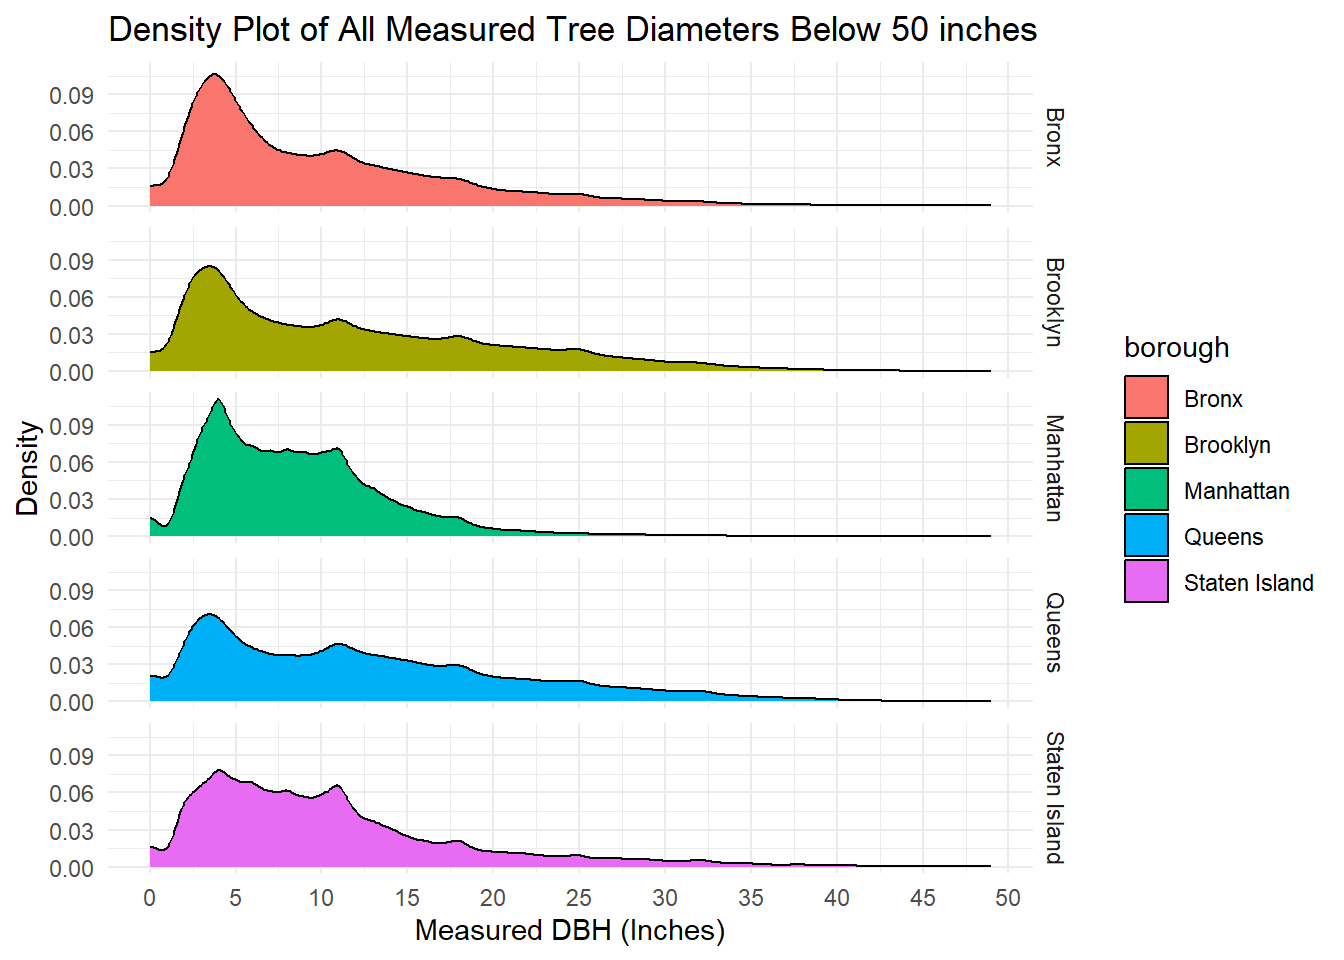 Density Plot of All Measured Tree Diameters Below 50 inches
0.09
0.06
0.03
0.00
Bronx
0.09
0.06
0.03
0.00
Brooklyn
0.09
0.06
0.03
0.00
Manhattan
0.09
0.06
0.03
0.00
Queens
0.09
0.06
0.03
0.00
Staten Island
Density
0 5 10 15 20 25 30 35 40 45 50
Measured DBH (Inches)
borough
Bronx
Brooklyn
Manhattan
Queens
Staten Island